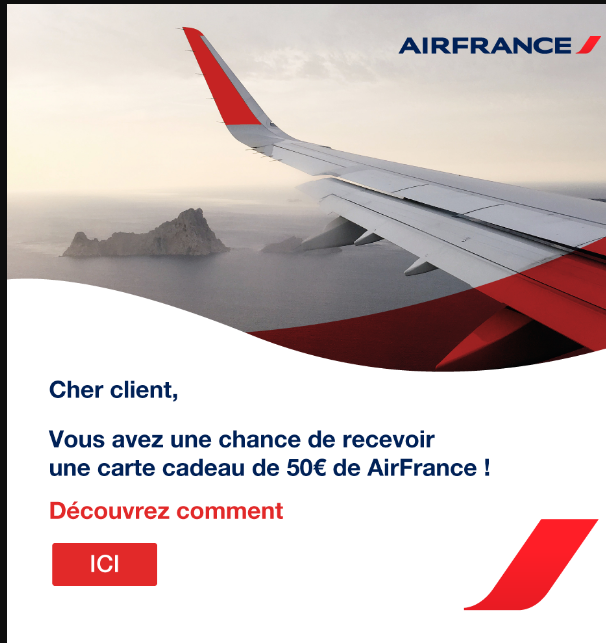 AIRFRANCE
Cher client,
Vous avez une chance de recevoir
une carte cadeau de 50€ de AirFrance !
Découvrez comment
ICI